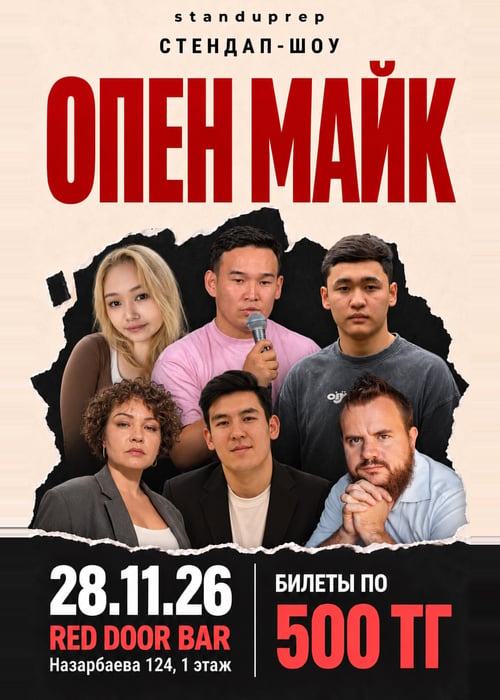 standuprep
СТЕНДАП-ШОУ
ОПЕН МАЙК
28.11.26
RED DOOR BAR
Назарбаева 124, 1 этаж
БИЛЕТЫ ПО
500 ТГ